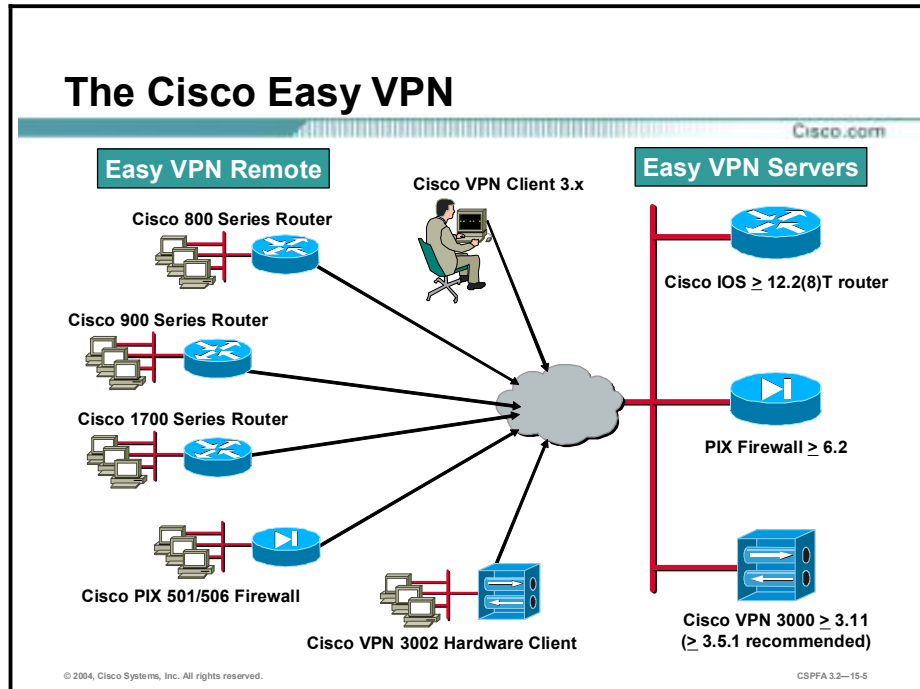 The Cisco Easy VPN
Cisco.com
Easy VPN Remote
Cisco VPN Client 3.x
Easy VPN Servers
Cisco 800 Series Router
Cisco IOS ≥ 12.2(8)T router
Cisco 900 Series Router
Cisco 1700 Series Router
PIX Firewall ≥ 6.2
Cisco PIX 501/506 Firewall
Cisco VPN 3002 Hardware Client
Cisco VPN 3000 ≥ 3.11
(≥ 3.5.1 recommended)
© 2004, Cisco Systems, Inc. All rights reserved.
CSPFA 3.2—15-5